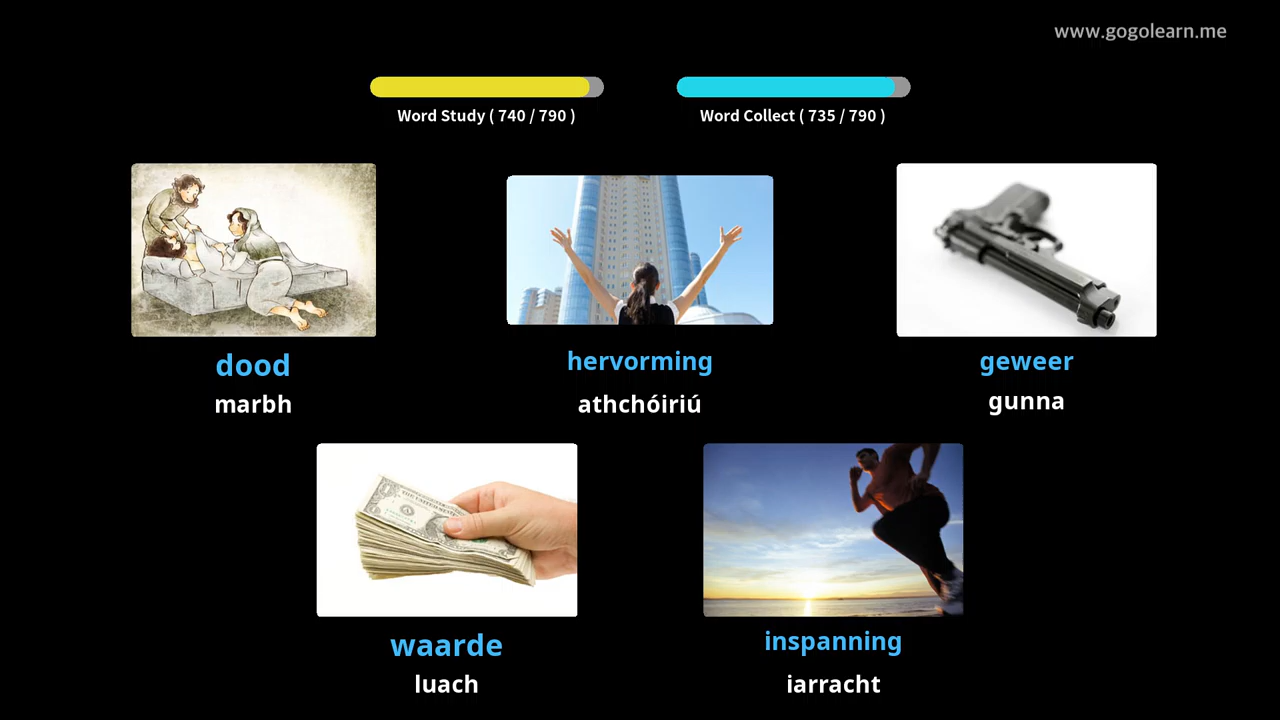 www.gogolearn.me
Word Study ( 740 / 790 )
Word Collect ( 735 / 790 )
dood
marbh
hervorming
athchóiriú
geweer
gunna
waarde
luach
inspanning
iarracht